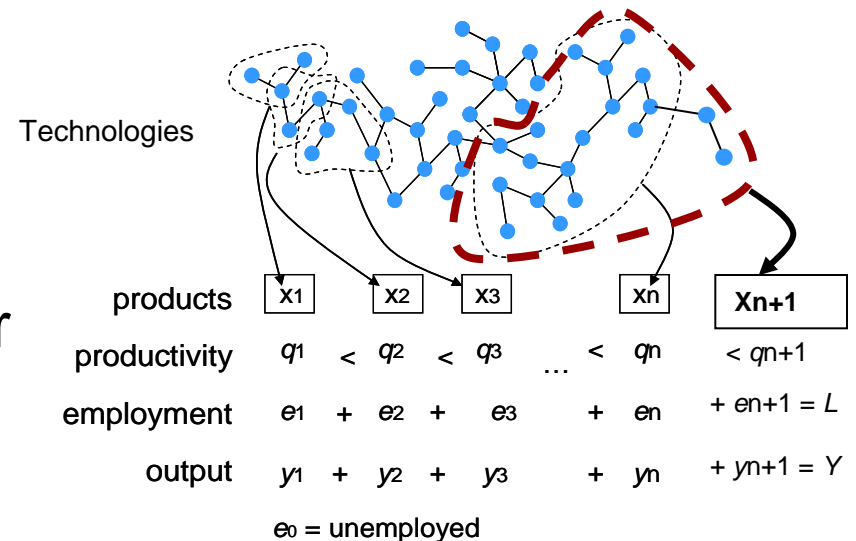 Technologies
products x1 x2 x3 xn Xn+1
r
productivity q1 < q2 < q3 ... < qn < qn+1
employment e1 + e2 + e3 + en + en+1 = L
output y1 + y2 + y3 + yn + yn+1 = Y
e0 = unemployed